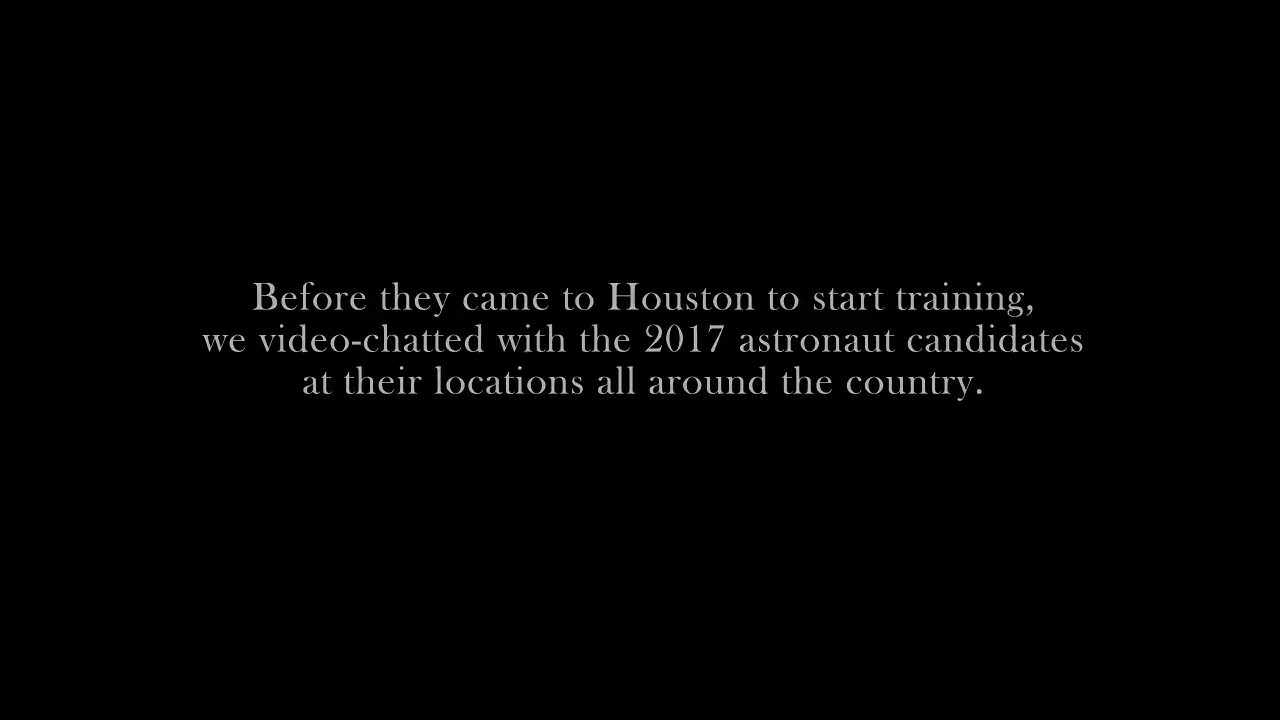 Before they came to Houston to start training,
we video-chatted with the 2017 astronaut candidates
at their locations all around the country.